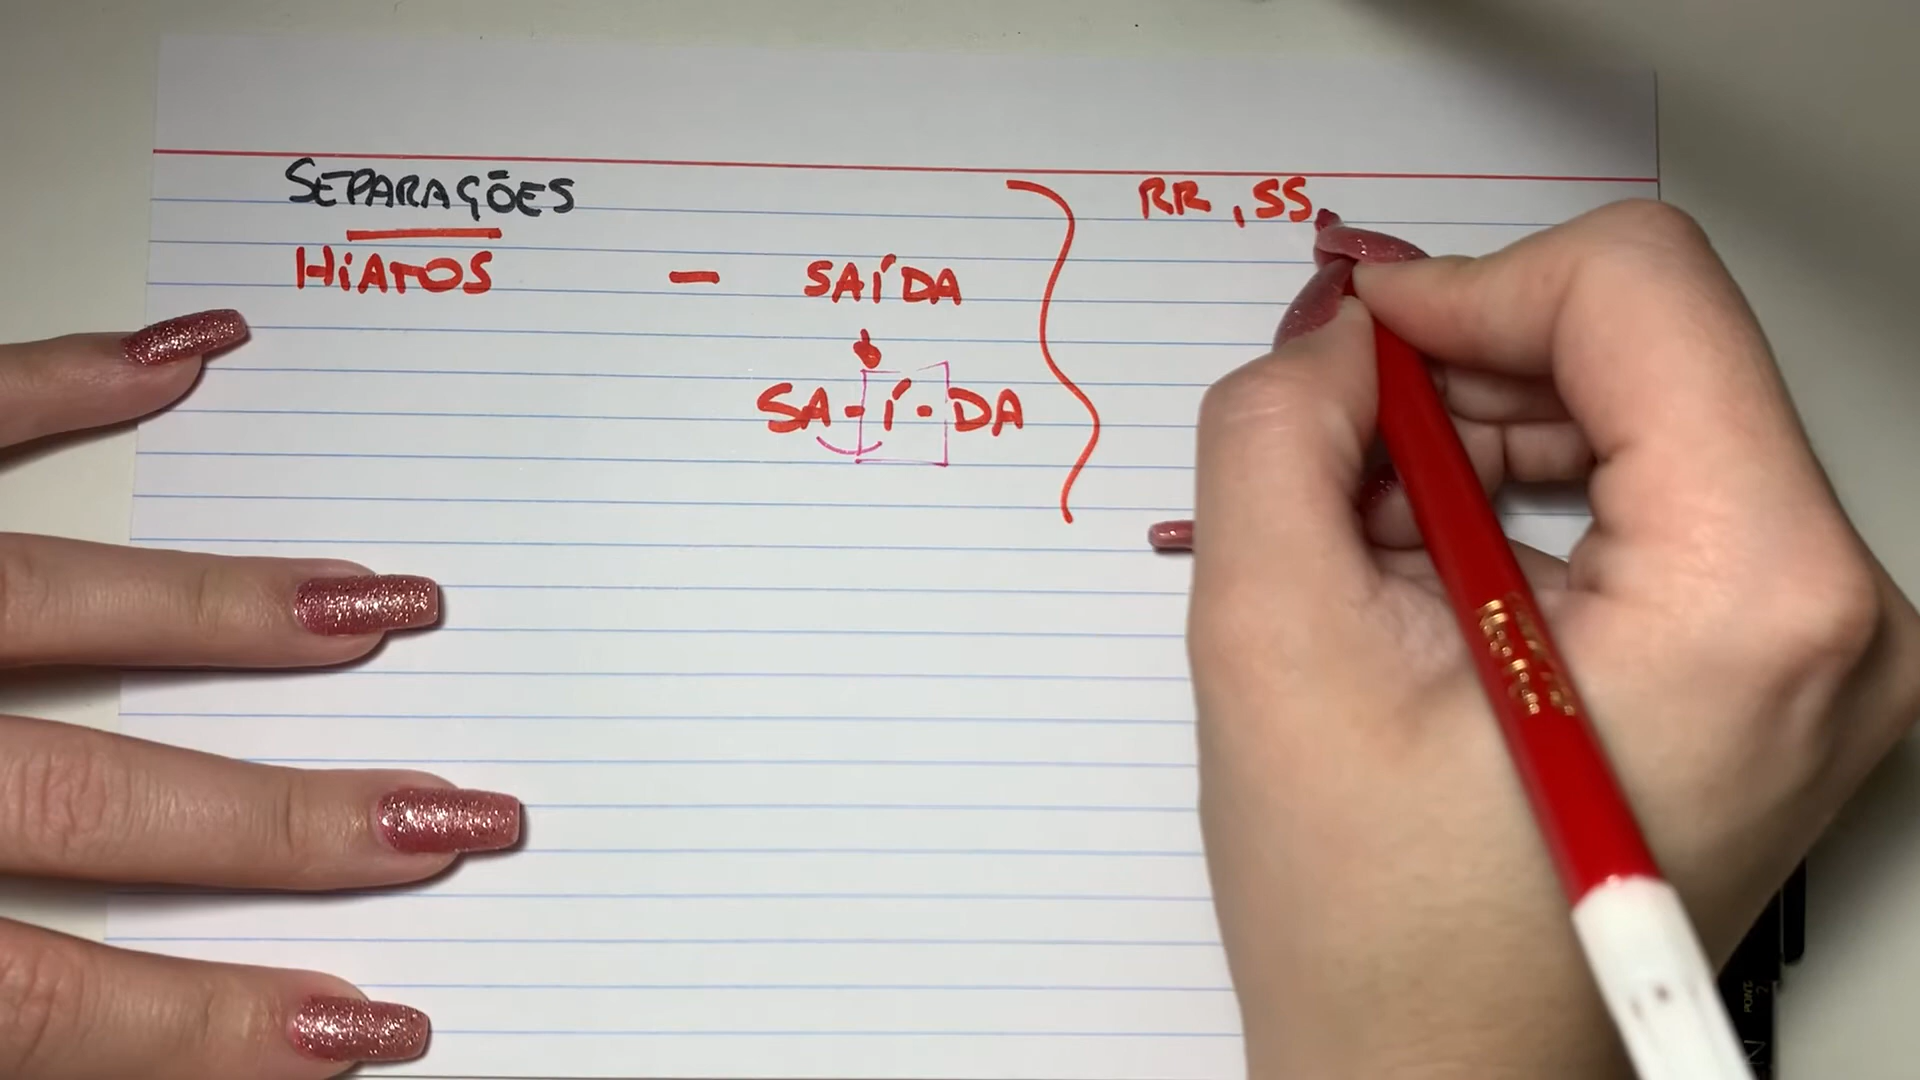 SEPARAÇÕES
HIATOS - SAÍDA
SA-Í-DA
RR, SS,